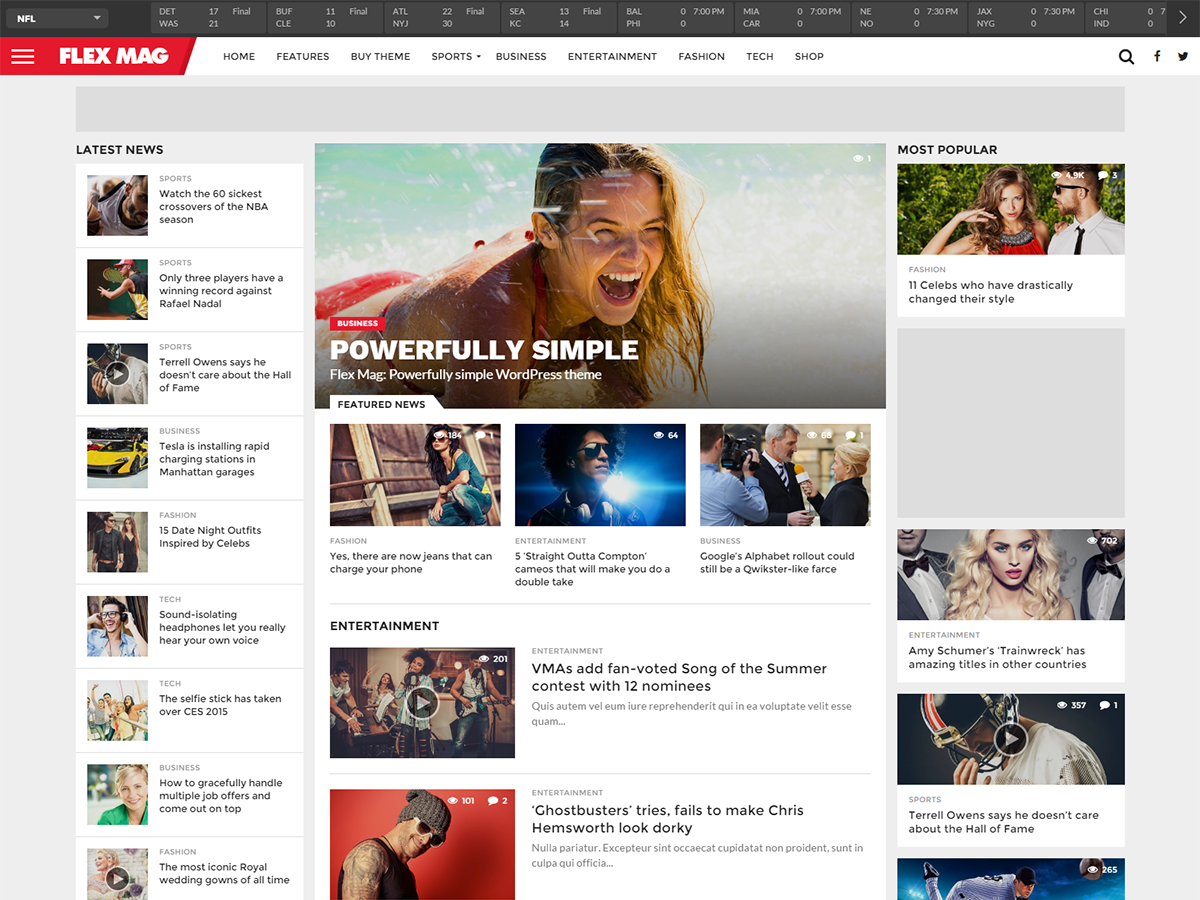 NFL
DET 17 Final
WAS 21
BUF 11 Final
CLE 10
ATL 22 Final
NYJ 30
SEA 13 Final
KC 14
BAL 0 7:00 PM
PHI 0
MIA 0 7:00 PM
CAR 0
NE 0 7:30 PM
NO 0
JAX 0 7:30 PM
NYG 0
CHI 0 7
IND 0
FLEX MAG
HOME FEATURES BUY THEME SPORTS BUSINESS ENTERTAINMENT FASHION TECH SHOP
LATEST NEWS
SPORTS
Watch the 60 sickest
crossovers of the NBA
season
SPORTS
Only three players have a
winning record against
Rafael Nadal
SPORTS
Terrell Owens says he
doesn't care about the Hall
of Fame
BUSINESS
Tesla is installing rapid
charging stations in
Manhattan garages
FASHION
15 Date Night Outfits
Inspired by Celebs
TECH
Sound-isolating
headphones let you really
hear your own voice
TECH
The selfie stick has taken
over CES 2015
BUSINESS
How to gracefully handle
multiple job offers and
come out on top
FASHION
The most iconic Royal
wedding gowns of all time
1
BUSINESS
POWERFULLY SIMPLE
Flex Mag: Powerfully simple WordPress theme
FEATURED NEWS
184 1
FASHION
Yes, there are now jeans that can
charge your phone
64
ENTERTAINMENT
5 ‘Straight Outta Compton’
cameos that will make you do a
double take
68 1
BUSINESS
Google’s Alphabet rollout could
still be a Qwikster-like farce
ENTERTAINMENT
201
ENTERTAINMENT
VMAs add fan-voted Song of the Summer
contest with 12 nominees
Quis autem vel eum iure reprehenderit qui in ea voluptate velit esse
quam...
101 2
ENTERTAINMENT
‘Ghostbusters’ tries, fails to make Chris
Hemsworth look dorky
Nulla pariatur. Excepteur sint occaecat cupidatat non proident, sunt in
culpa qui officia...
MOST POPULAR
4.9K 3
FASHION
11 Celebs who have drastically
changed their style
702
ENTERTAINMENT
Amy Schumer’s ‘Trainwreck’ has
amazing titles in other countries
357 1
SPORTS
Terrell Owens says he doesn’t care
about the Hall of Fame
265